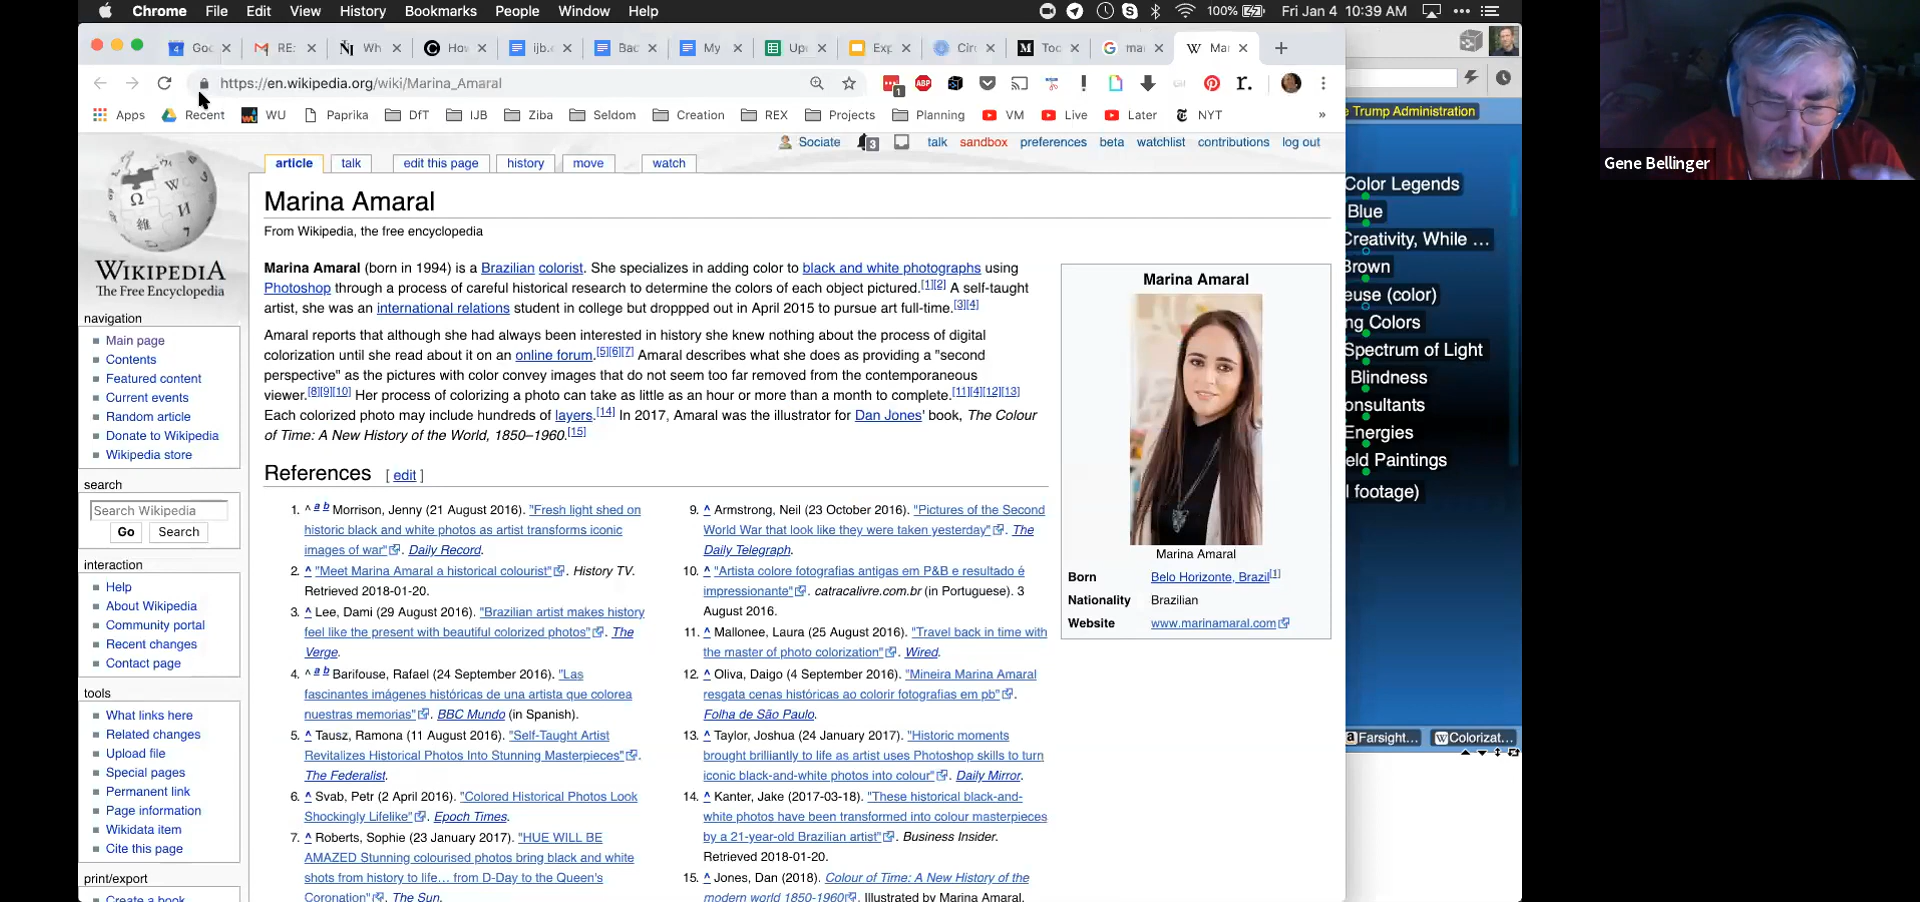 Chrome File Edit View History Bookmarks People Window Help 100% Fri Jan 4 10:39 AM
4 Goo RE: Wh How ijb.c Bac My Upd Exp Circ Too mar W Mar
https://en.wikipedia.org/wiki/Marina_Amaral
Apps Recent WU Paprika DfT IJB Ziba Seldom Creation REX Projects Planning VM Live Later NYT »
Sociate 3 talk sandbox preferences beta watchlist contributions log out
article talk edit this page history move watch
Marina Amaral
From Wikipedia, the free encyclopedia
Marina Amaral (born in 1994) is a Brazilian colorist. She specializes in adding color to black and white photographs using
Photoshop through a process of careful historical research to determine the colors of each object pictured.[1][2] A self-taught
artist, she was an international relations student in college but droppped out in April 2015 to pursue art full-time.[3][4]
Amaral reports that although she had always been interested in history she knew nothing about the process of digital
colorization until she read about it on an online forum.[5][6][7] Amaral describes what she does as providing a "second
perspective" as the pictures with color convey images that do not seem too far removed from the contemporaneous
viewer.[8][9][10] Her process of colorizing a photo can take as little as an hour or more than a month to complete.[11][4][12][13]
Each colorized photo may include hundreds of layers.[14] In 2017, Amaral was the illustrator for Dan Jones' book, The Colour
of Time: A New History of the World, 1850–1960.[15]
References [ edit ]
1. ^ a b Morrison, Jenny (21 August 2016). "Fresh light shed on
historic black and white photos as artist transforms iconic
images of war". Daily Record.
2. ^ "Meet Marina Amaral a historical colourist". History TV.
Retrieved 2018-01-20.
3. ^ Lee, Dami (29 August 2016). "Brazilian artist makes history
feel like the present with beautiful colorized photos". The
Verge.
4. ^ a b Barifouse, Rafael (24 September 2016). "Las
fascinantes imágenes históricas de una artista que colorea
nuestras memorias". BBC Mundo (in Spanish).
5. ^ Tausz, Ramona (11 August 2016). "Self-Taught Artist
Revitalizes Historical Photos Into Stunning Masterpieces".
The Federalist.
6. ^ Svab, Petr (2 April 2016). "Colored Historical Photos Look
Shockingly Lifelike". Epoch Times.
7. ^ Roberts, Sophie (23 January 2017). "HUE WILL BE
AMAZED Stunning colourised photos bring black and white
shots from history to life… from D-Day to the Queen's
Coronation". The Sun.
9. ^ Armstrong, Neil (23 October 2016). "Pictures of the Second
World War that look like they were taken yesterday". The
Daily Telegraph.
10. ^ "Artista colore fotografias antigas em P&B e resultado é
impressionante". catracalivre.com.br (in Portuguese). 3
August 2016.
11. ^ Mallonee, Laura (25 August 2016). "Travel back in time with
the master of photo colorization". Wired.
12. ^ Oliva, Daigo (4 September 2016). "Mineira Marina Amaral
resgata cenas históricas ao colorir fotografias em pb".
Folha de São Paulo.
13. ^ Taylor, Joshua (24 January 2017). "Historic moments
brought brilliantly to life as artist uses Photoshop skills to turn
iconic black-and-white photos into colour". Daily Mirror.
14. ^ Kanter, Jake (2017-03-18). "These historical black-and-
white photos have been transformed into colour masterpieces
by a 21-year-old Brazilian artist". Business Insider.
Retrieved 2018-01-20.
15. ^ Jones, Dan (2018). Colour of Time: A New History of the
modern world 1850-1960. Illustrated by Marina Amaral.
Marina Amaral
Marina Amaral
Born Belo Horizonte, Brazil[1]
Nationality Brazilian
Website www.marinamaral.com
WIKIPEDIA
The Free Encyclopedia
navigation
Main page
Contents
Featured content
Current events
Random article
Donate to Wikipedia
Wikipedia store
search
Search Wikipedia
Go Search
interaction
Help
About Wikipedia
Community portal
Recent changes
Contact page
tools
What links here
Related changes
Upload file
Special pages
Permanent link
Page information
Wikidata item
Cite this page
print/export
Create a book
e Trump Administration
Color Legends
Blue
Creativity, While ...
Brown
euse (color)
ng Colors
Spectrum of Light
Blindness
onsultants
Energies
eld Paintings
l footage)
Farsight... Colorizat...
Gene Bellinger